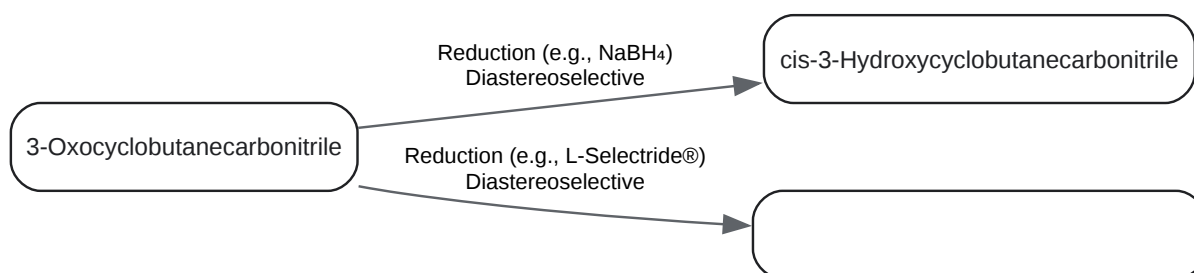 Reduction (e.g., NaBH₄)
Diastereoselective
cis-3-Hydroxycyclobutanecarbonitrile
3-Oxocyclobutanecarbonitrile
Reduction (e.g., L-Selectride®)
Diastereoselective